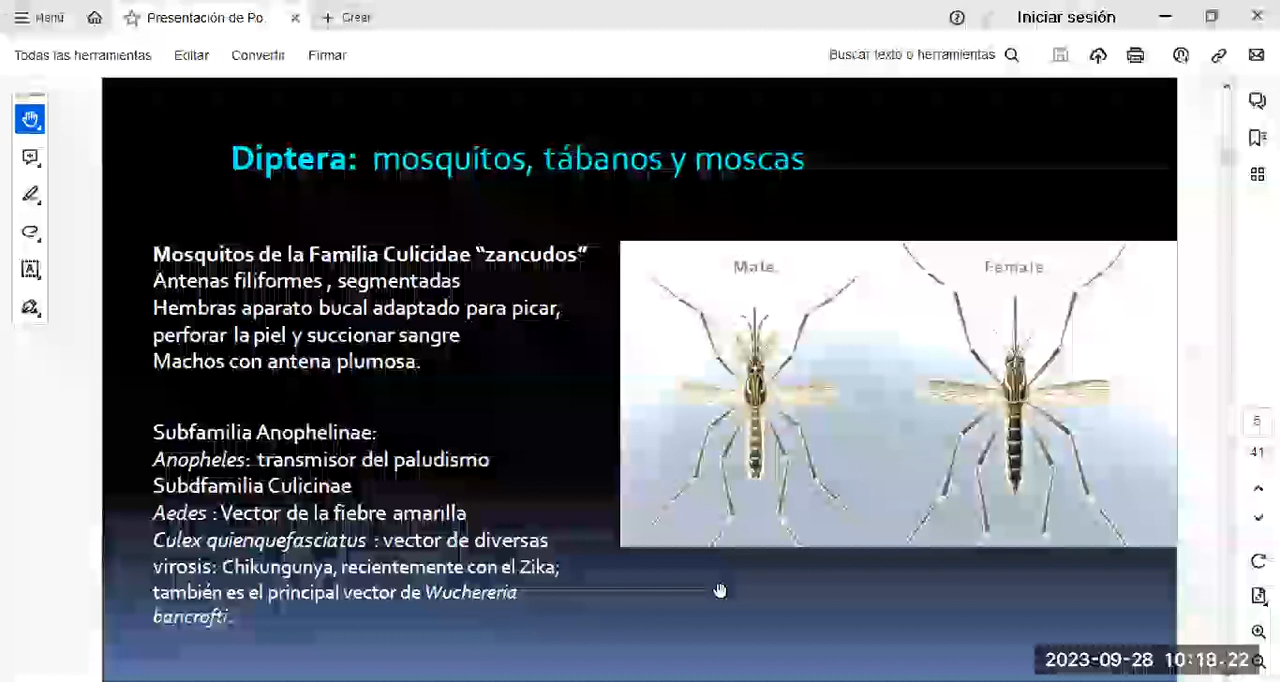 Menú
Presentación de Po
Crear
Iniciar sesión
Todas las herramientas
Editar
Convertir
Firmar
Buscar texto o herramientas
Diptera: mosquitos, tábanos y moscas
Mosquitos de la Familia Culicidae “zancudos”
Antenas filiformes , segmentadas
Hembras aparato bucal adaptado para picar,
perforar la piel y succionar sangre
Machos con antena plumosa.
Male
Female
Subfamilia Anophelinae:
Anopheles: transmisor del paludismo
Subdfamilia Culicinae
Aedes : Vector de la fiebre amarilla
Culex quienquefasciatus : vector de diversas
virosis: Chikungunya, recientemente con el Zika;
también es el principal vector de Wuchereria
bancrofti.
5
41
2023-09-28 10:18:22